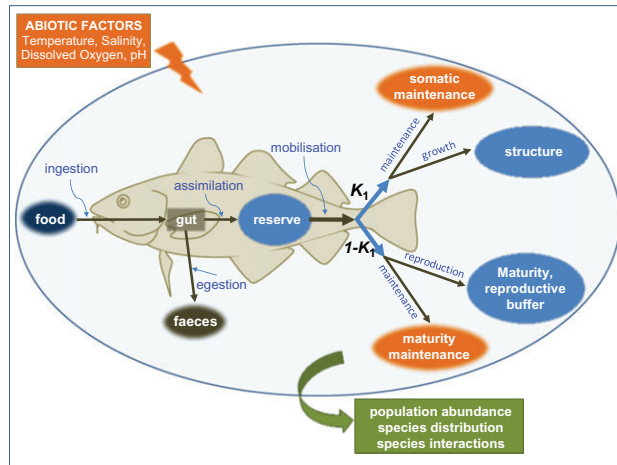 ABIOTIC FACTORS
Temperature, Salinity,
Dissolved Oxygen, pH
somatic
maintenance
mobilisation
maintenance
growth
structure
ingestion
assimilation
K1
food
gut
reserve
1-K1
reproduction
maintenance
egestion
Maturity,
reproductive
buffer
faeces
maturity
maintenance
population abundance
species distribution
species interactions